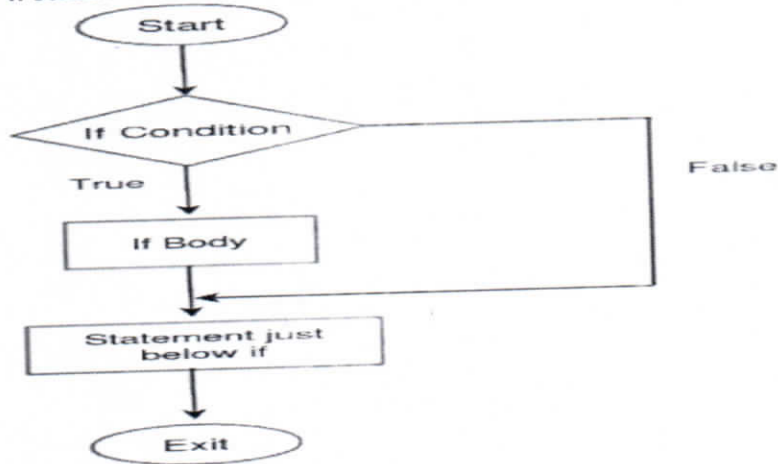 Start
If Condition
True
False
If Body
Statement just
below if
Exit